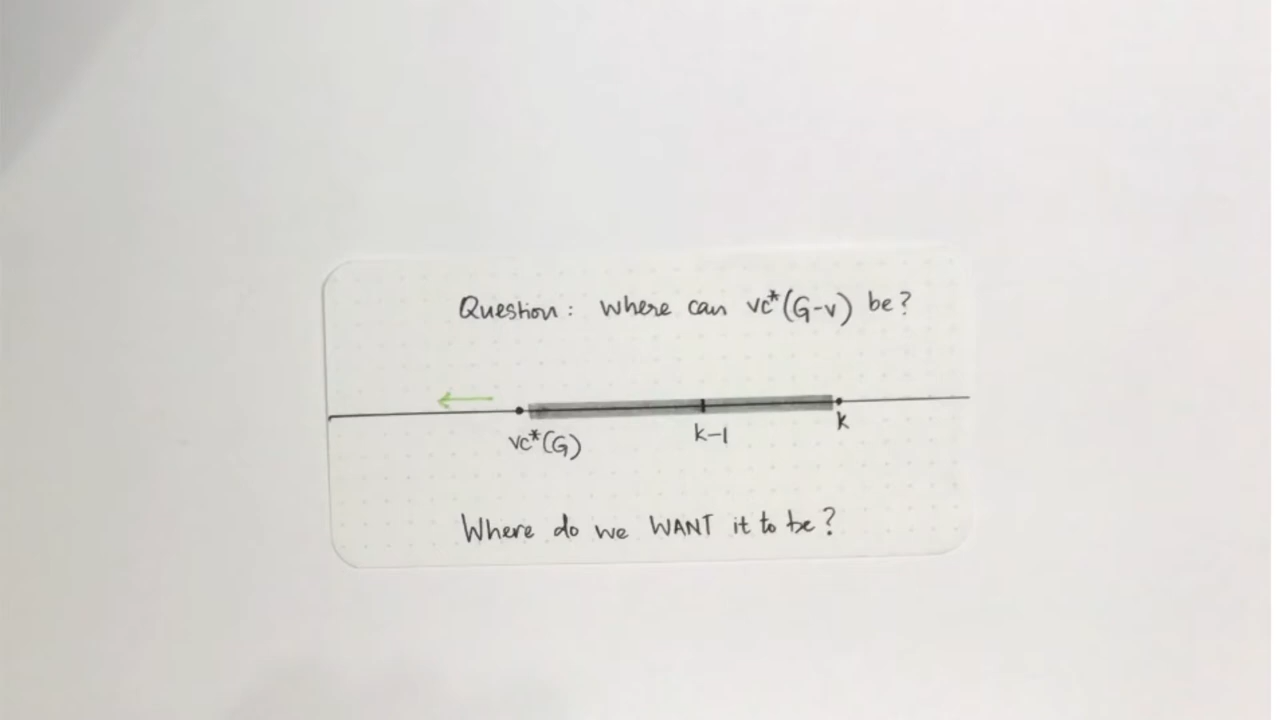 Question: Where can vc*(G-v) be?
vc*(G)
k-1
k
Where do we WANT it to be?